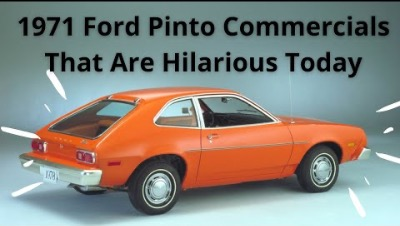 1971 Ford Pinto Commercials
That Are Hilarious Today